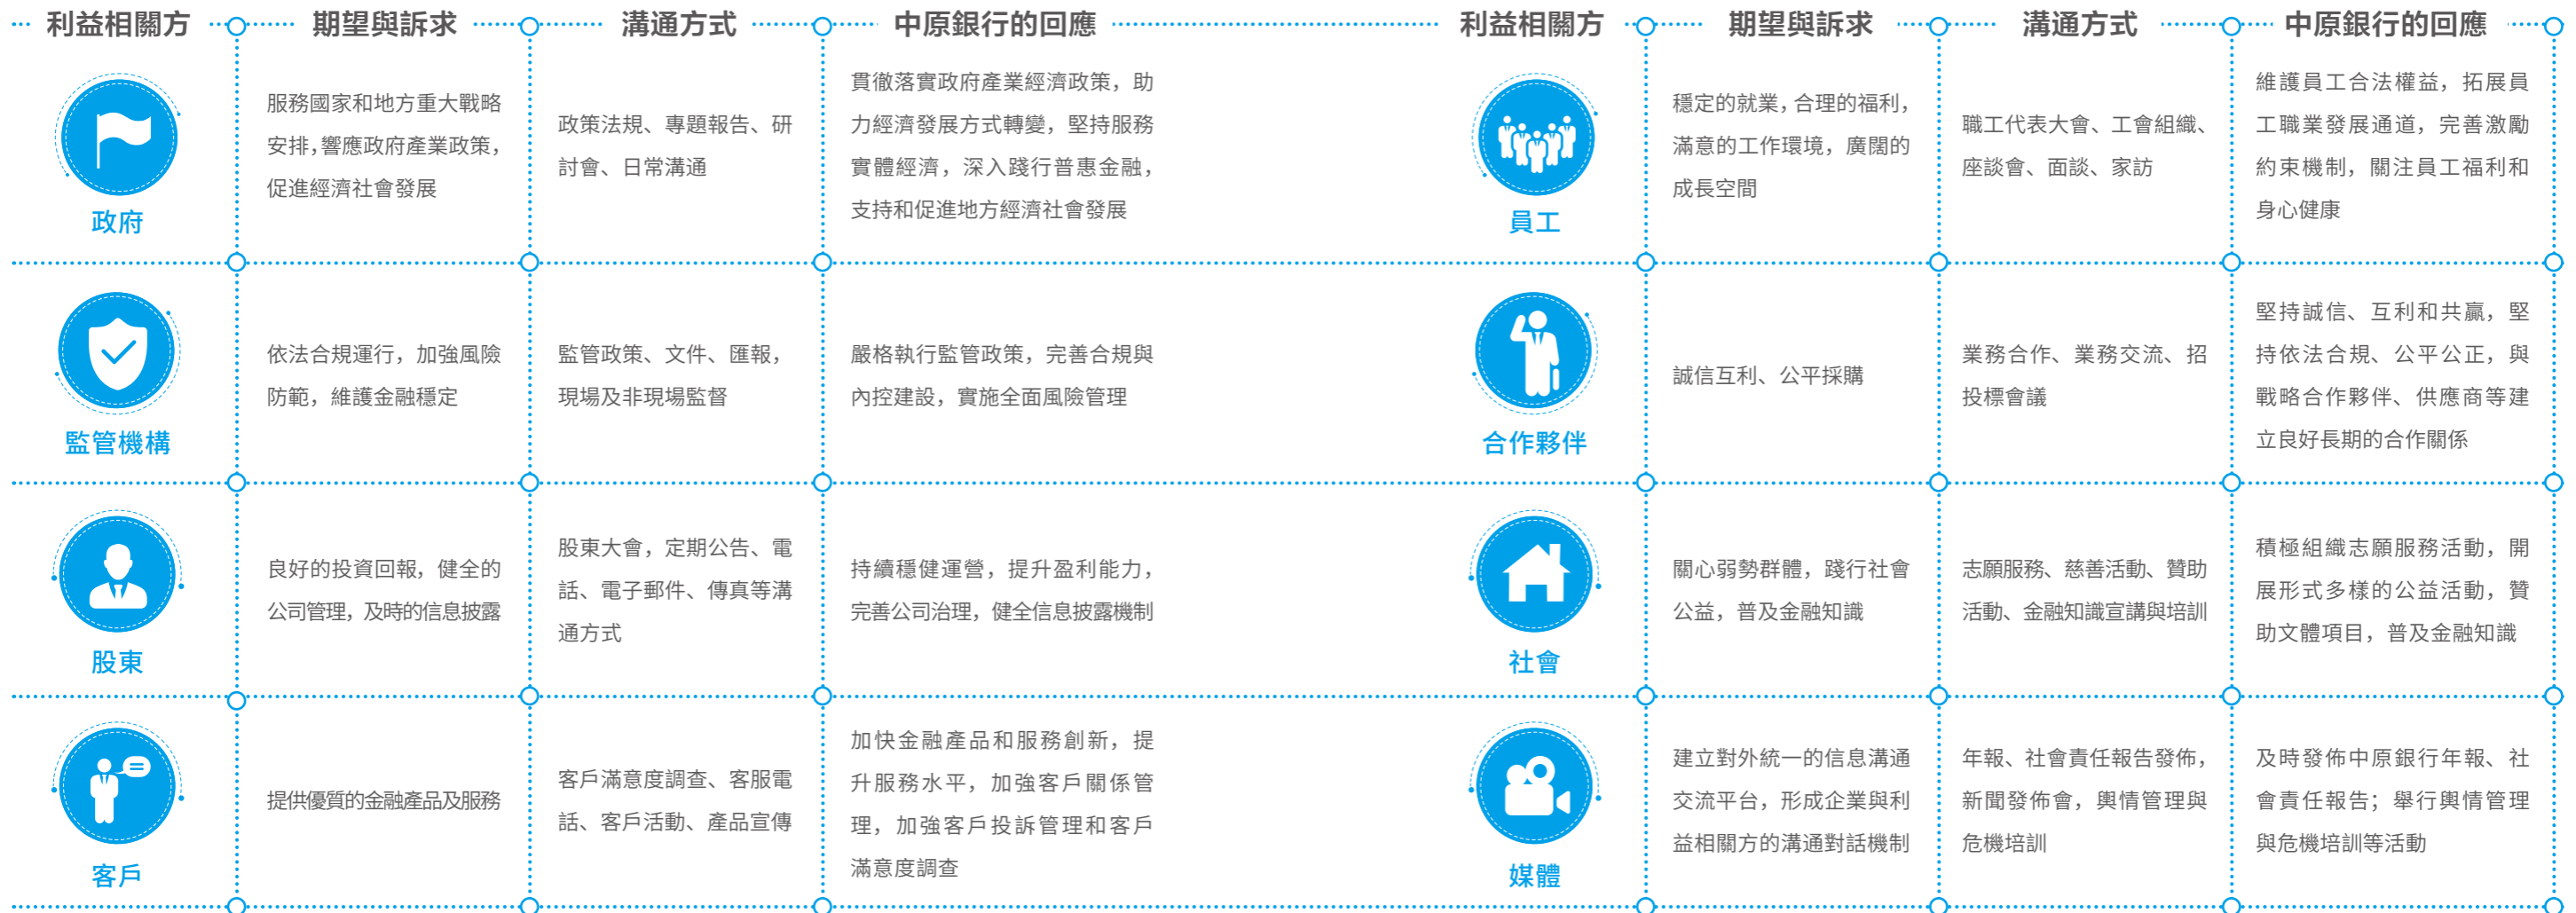 利益相關方 期望與訴求 溝通方式 中原銀行的回應
政府
服務國家和地方重大戰略
安排，響應政府產業政策，
促進經濟社會發展
政策法規、專題報告、研
討會、日常溝通
貫徹落實政府產業經濟政策，助
力經濟發展方式轉變，堅持服務
實體經濟，深入踐行普惠金融，
支持和促進地方經濟社會發展
監管機構
依法合規運行，加強風險
防範，維護金融穩定
監管政策、文件、匯報，
現場及非現場監督
嚴格執行監管政策，完善合規與
內控建設，實施全面風險管理
股東
良好的投資回報，健全的
公司管理，及時的信息披露
股東大會，定期公告、電
話、電子郵件、傳真等溝
通方式
持續穩健運營，提升盈利能力，
完善公司治理，健全信息披露機制
客戶
提供優質的金融產品及服務
客戶滿意度調查、客服電
話、客戶活動、產品宣傳
加快金融產品和服務創新，提
升服務水平，加強客戶關係管
理，加強客戶投訴管理和客戶
滿意度調查
利益相關方 期望與訴求 溝通方式 中原銀行的回應
員工
穩定的就業，合理的福利，
滿意的工作環境，廣闊的
成長空間
職工代表大會、工會組織、
座談會、面談、家訪
維護員工合法權益，拓展員
工職業發展通道，完善激勵
約束機制，關注員工福利和
身心健康
合作夥伴
誠信互利、公平採購
業務合作、業務交流、招
投標會議
堅持誠信、互利和共贏，堅
持依法合規、公平公正，與
戰略合作夥伴、供應商等建
立良好長期的合作關係
社會
關心弱勢群體，踐行社會
公益，普及金融知識
志願服務、慈善活動、贊助
活動、金融知識宣講與培訓
積極組織志願服務活動，開
展形式多樣的公益活動，贊
助文體項目，普及金融知識
媒體
建立對外統一的信息溝通
交流平台，形成企業與利
益相關方的溝通對話機制
年報、社會責任報告發佈，
新聞發佈會，輿情管理與
危機培訓
及時發佈中原銀行年報、社
會責任報告；舉行輿情管理
與危機培訓等活動